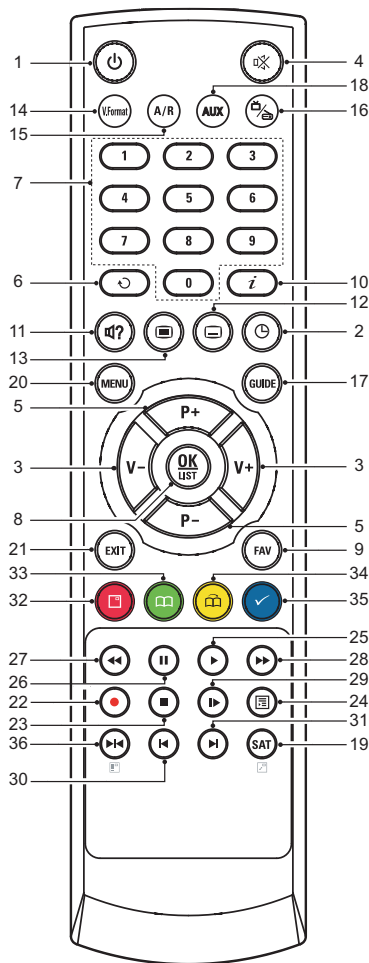 1 4
18
V.Format A/R AUX
14 16
15
1 2 3
7
4 5 6
7 8 9
6 0 i 10
12
11 ? 2
13
20 MENU GUIDE 17
5 P+
3 V- OK V+ 3
LIST
8
P- 5
21 EXIT FAV 9
33 34
32 35
25
27 28
26 29
22 24
23 31
36 SAT 19
30